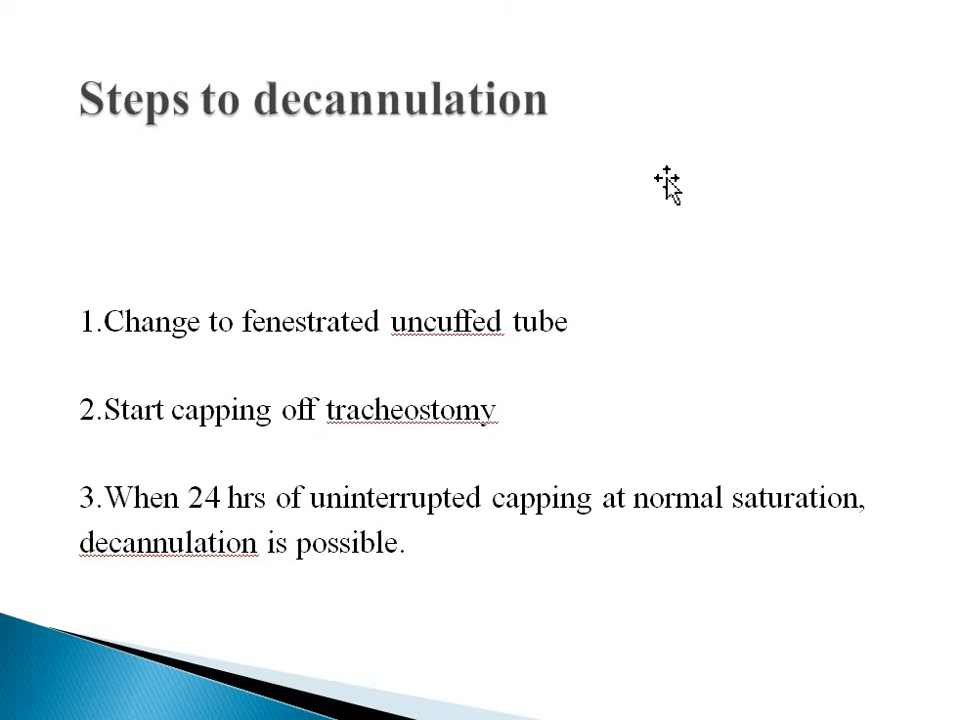 Steps to decannulation
1.Change to fenestrated uncuffed tube
2.Start capping off tracheostomy
3.When 24 hrs of uninterrupted capping at normal saturation,
decannulation is possible.